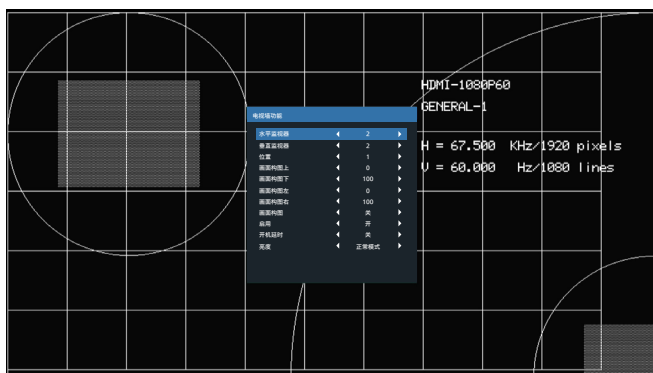 HDMI-1080P60
GENERAL-1
H = 67.500 KHz/1920 pixels
V = 60.000 Hz/1080 lines
电视墙功能
水平监视器 2
垂直监视器 2
位置 1
画面构图上 0
画面构图下 100
画面构图左 0
画面构图右 100
画面构图 关
启用 开
开机延时 关
亮度 正常模式